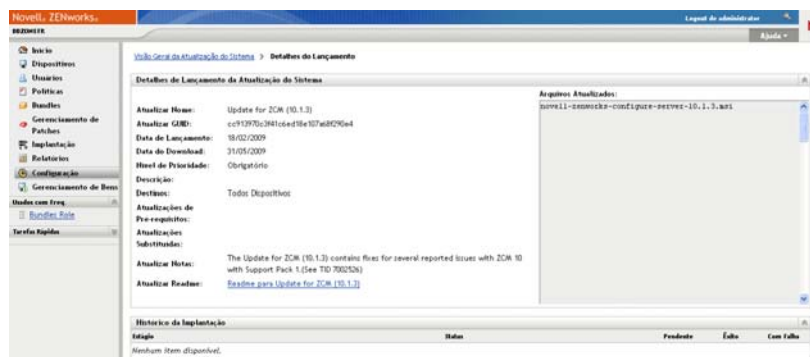 Novell® ZENworks®
Logout do administrator
BRZONEFR
Ajuda
Início
Dispositivos
Usuários
Políticas
Bundles
Gerenciamento de
Patches
Implantação
Relatórios
Configuração
Gerenciamento de Bens
Usados com Freq.
Bundles Role
Tarefas Rápidas
Visão Geral da Atualização do Sistema > Detalhes do Lançamento
Detalhes de Lançamento da Atualização do Sistema
Atualizar Nome: Update for ZCM (10.1.3)
Atualizar GUID:
Data de Lançamento: 18/02/2009
Data do Download: 31/05/2009
Nível de Prioridade: Obrigatório
Descrição:
Destinos: Todos Dispositivos
Atualizações de
Pré-requisitos:
Atualizações
Substituídas:
Atualizar Notas: The Update for ZCM (10.1.3) contains fixes for several reported issues with ZCM 10
with Support Pack 1.(See TID 7002526)
Atualizar Readme: Readme para Update for ZCM (10.1.3)
Arquivos Atualizados:
novell-zenworks-configure-server-10.1.3.msi
Histórico da Implantação
Estágio Status Pendente Êxito Com Falha
Nenhum item disponível.